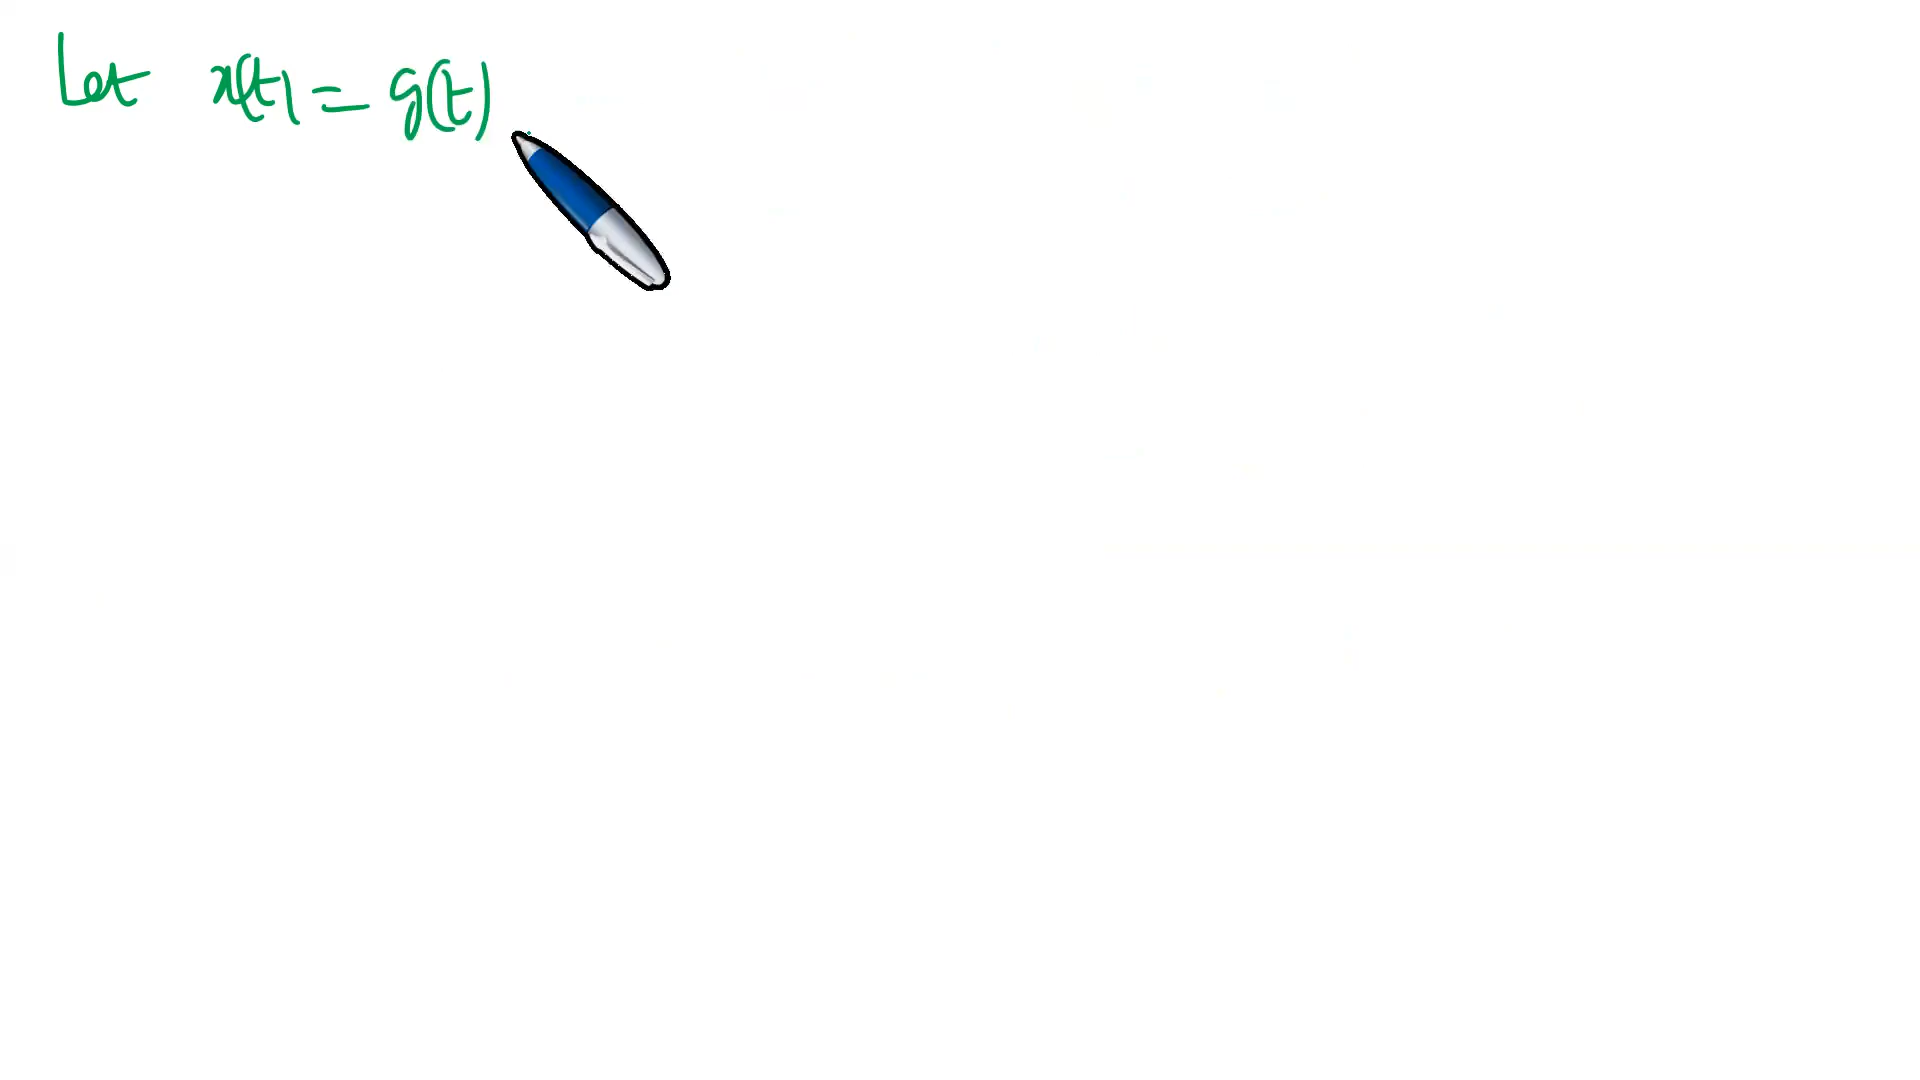 Let x(t) = g(t)